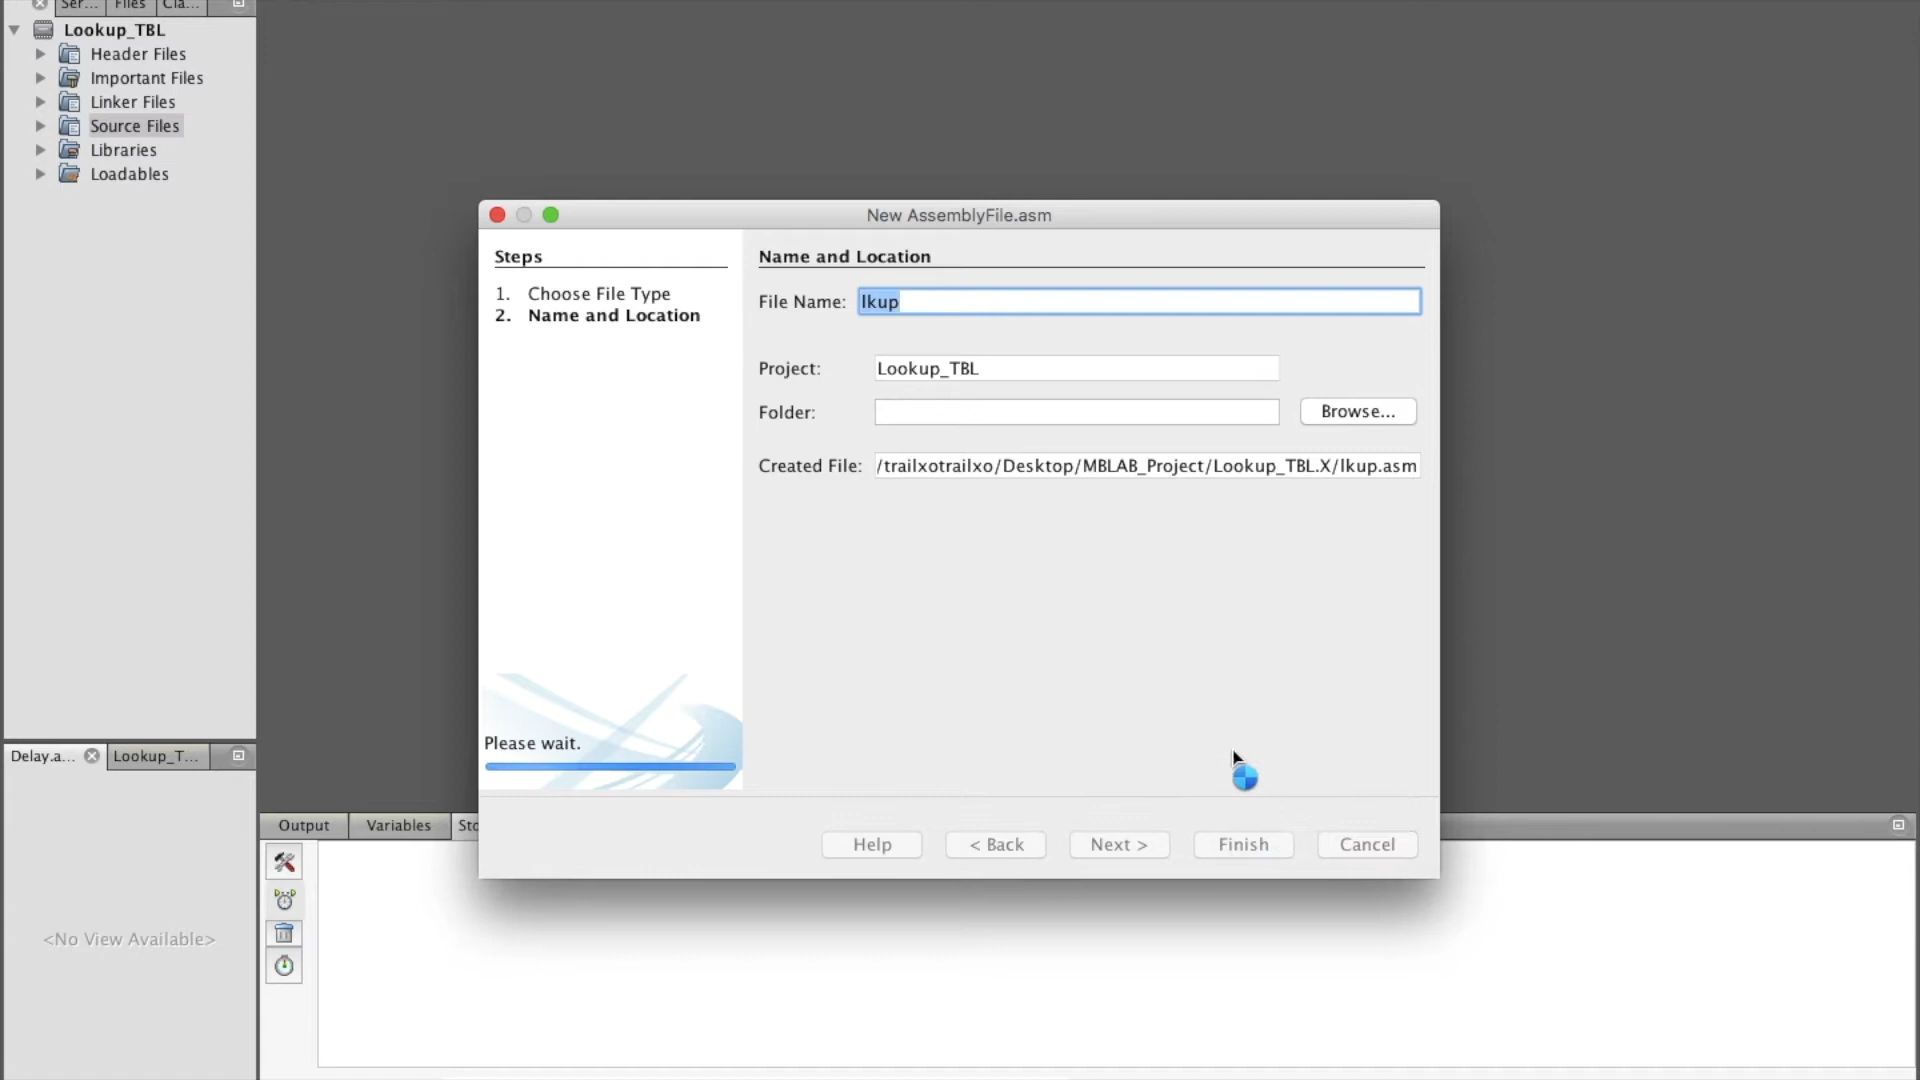 Ser... Files Cla...
Lookup_TBL
Header Files
Important Files
Linker Files
Source Files
Libraries
Loadables
New AssemblyFile.asm
Steps
1. Choose File Type
2. Name and Location
Please wait.
Name and Location
File Name: lkup
Project: Lookup_TBL
Folder:
Browse...
Created File: /trailxotrailxo/Desktop/MBLAB_Project/Lookup_TBL.X/lkup.asm
Help < Back Next > Finish Cancel
Delay.a... Lookup_T...
<No View Available>
Output Variables Sto